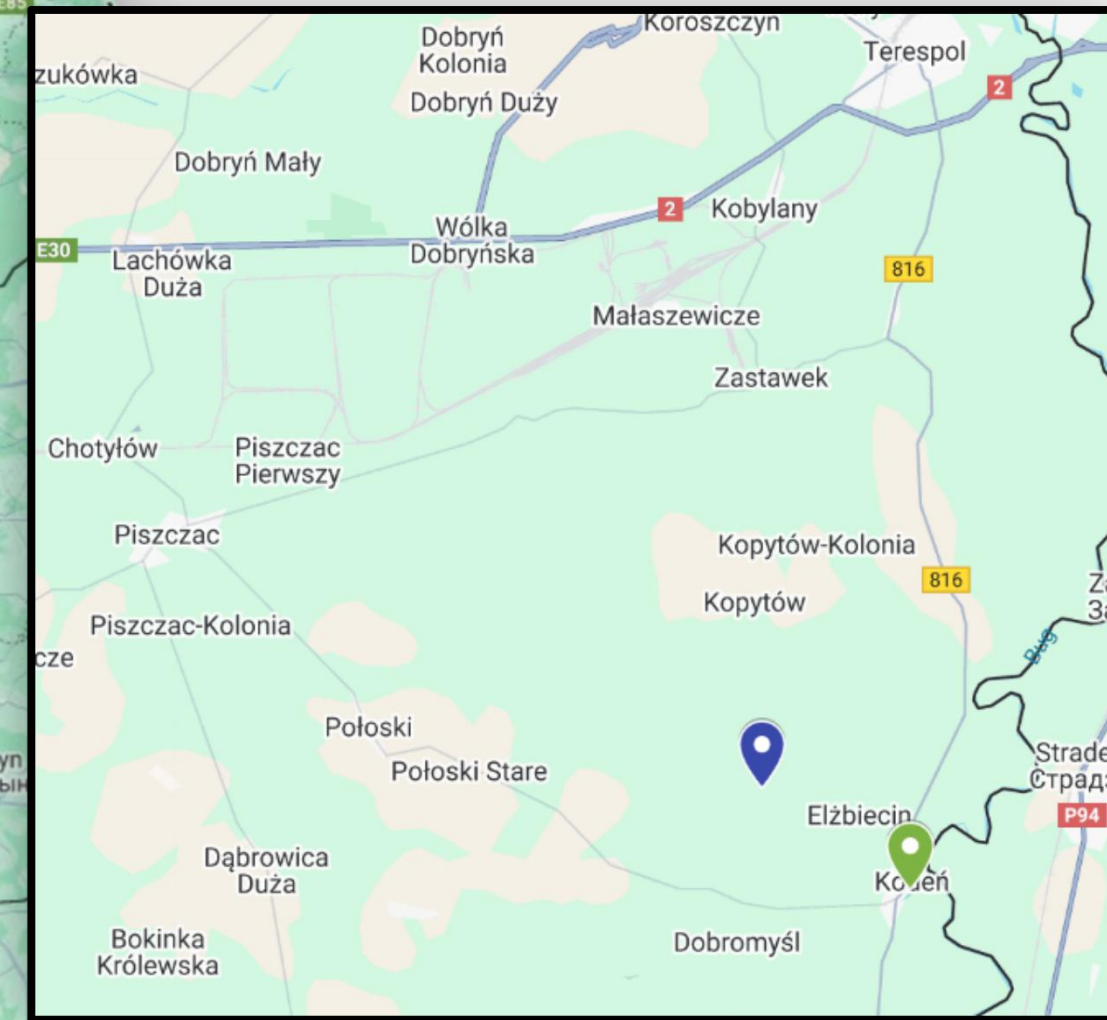 E85
Koroszczyn
Dobryń
Kolonia
Terespol
zukówka
2
Dobryń Duży
Dobryń Mały
2
Kobylany
Wólka
Dobryńska
E30
Lachówka
Duża
816
Małaszewicze
Zastawek
Chotyłów
Piszczac
Pierwszy
Piszczac
Kopytów-Kolonia
816
Kopytów
Piszczac-Kolonia
cze
Bug
Połoski
Połoski Stare
Elżbiecin
P94
Dąbrowica
Duża
Kodeń
Bokinka
Królewska
Dobromyśl